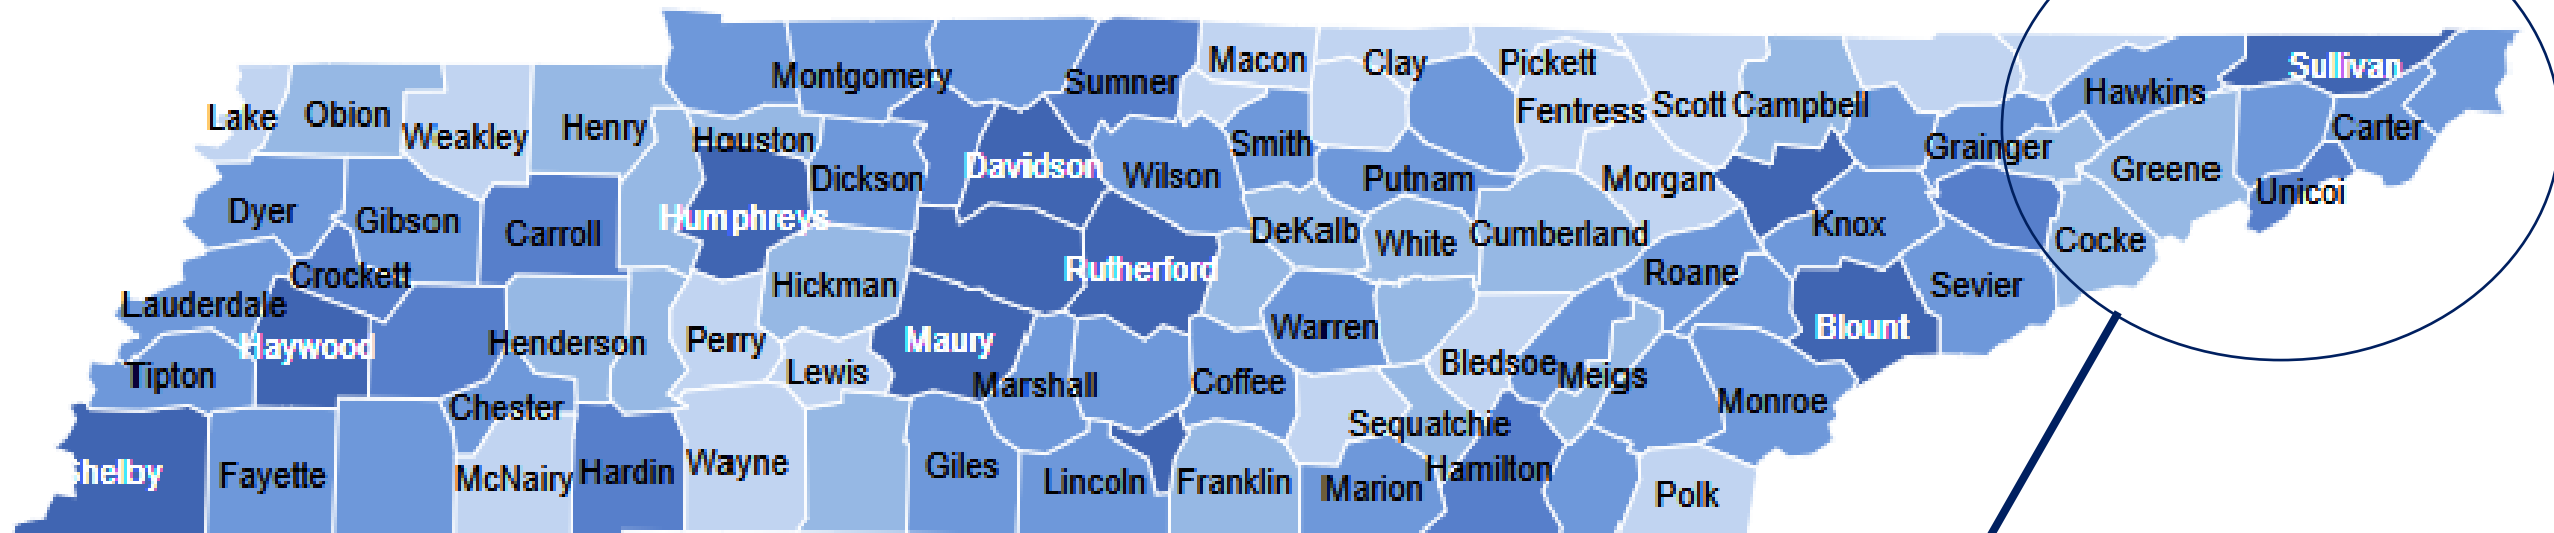 Lake
Obion
Weakley
Henry
Montgomery
Sumner
Macon
Clay
Pickett
Fentress
Scott
Campbell
Hawkins
Sullivan
Carter
Houston
Dickson
Davidson
Wilson
Smith
Putnam
Morgan
Grainger
Greene
Unicoi
Dyer
Gibson
Carroll
Humphreys
DeKalb
White
Cumberland
Knox
Cocke
Crockett
Lauderdale
Hickman
Rutherford
Roane
Sevier
Haywood
Henderson
Perry
Maury
Warren
Blount
Tipton
Lewis
Marshall
Coffee
Bledsoe
Meigs
Monroe
Chester
Sequatchie
Shelby
Fayette
McNairy
Hardin
Wayne
Giles
Lincoln
Franklin
Marion
Hamilton
Polk